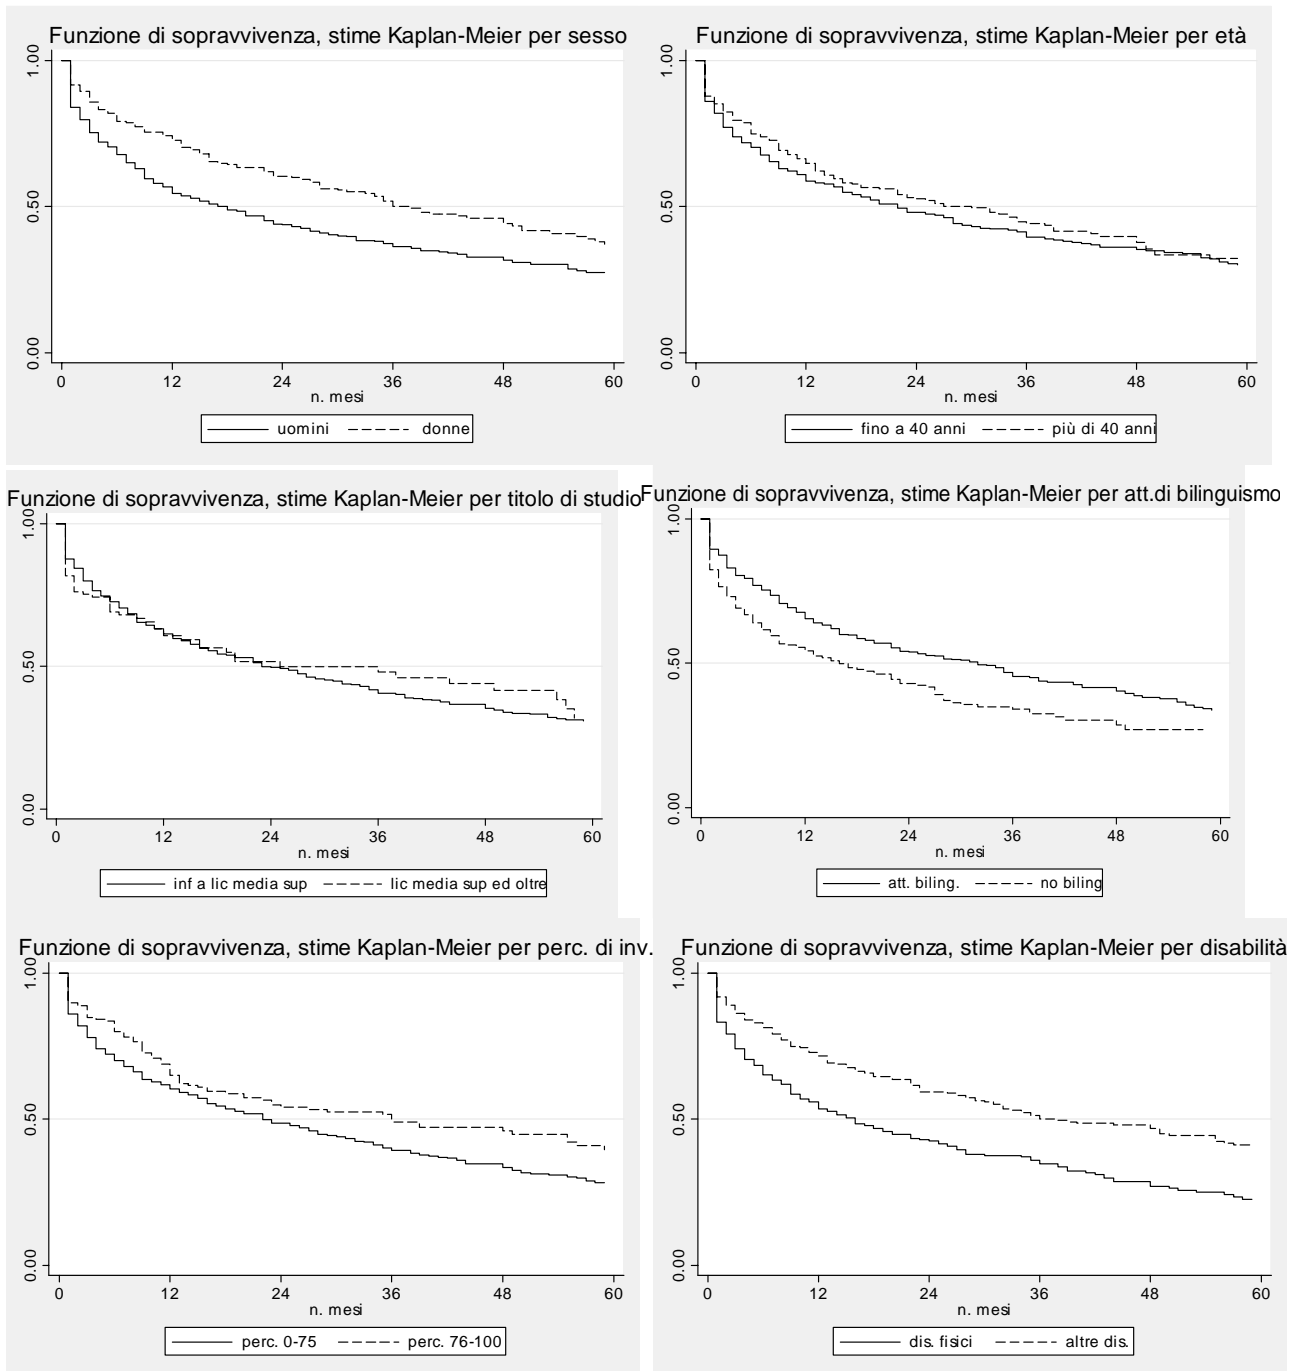 Funzione di sopravvivenza, stime Kaplan-Meier per sesso
1.00
0.50
0.00
0 12 24 36 48 60
n. mesi
uomini donne
Funzione di sopravvivenza, stime Kaplan-Meier per età
1.00
0.50
0.00
0 12 24 36 48 60
n. mesi
fino a 40 anni più di 40 anni
Funzione di sopravvivenza, stime Kaplan-Meier per titolo di studio
1.00
0.50
0.00
0 12 24 36 48 60
n. mesi
inf a lic media sup lic media sup ed oltre
Funzione di sopravvivenza, stime Kaplan-Meier per att.di bilinguismo
1.00
0.50
0.00
0 12 24 36 48 60
n. mesi
att. biling. no biling
Funzione di sopravvivenza, stime Kaplan-Meier per perc. di inv.
1.00
0.50
0.00
0 12 24 36 48 60
n. mesi
perc. 0-75 perc. 76-100
Funzione di sopravvivenza, stime Kaplan-Meier per disabilità
1.00
0.50
0.00
0 12 24 36 48 60
n. mesi
dis. fisici altre dis.